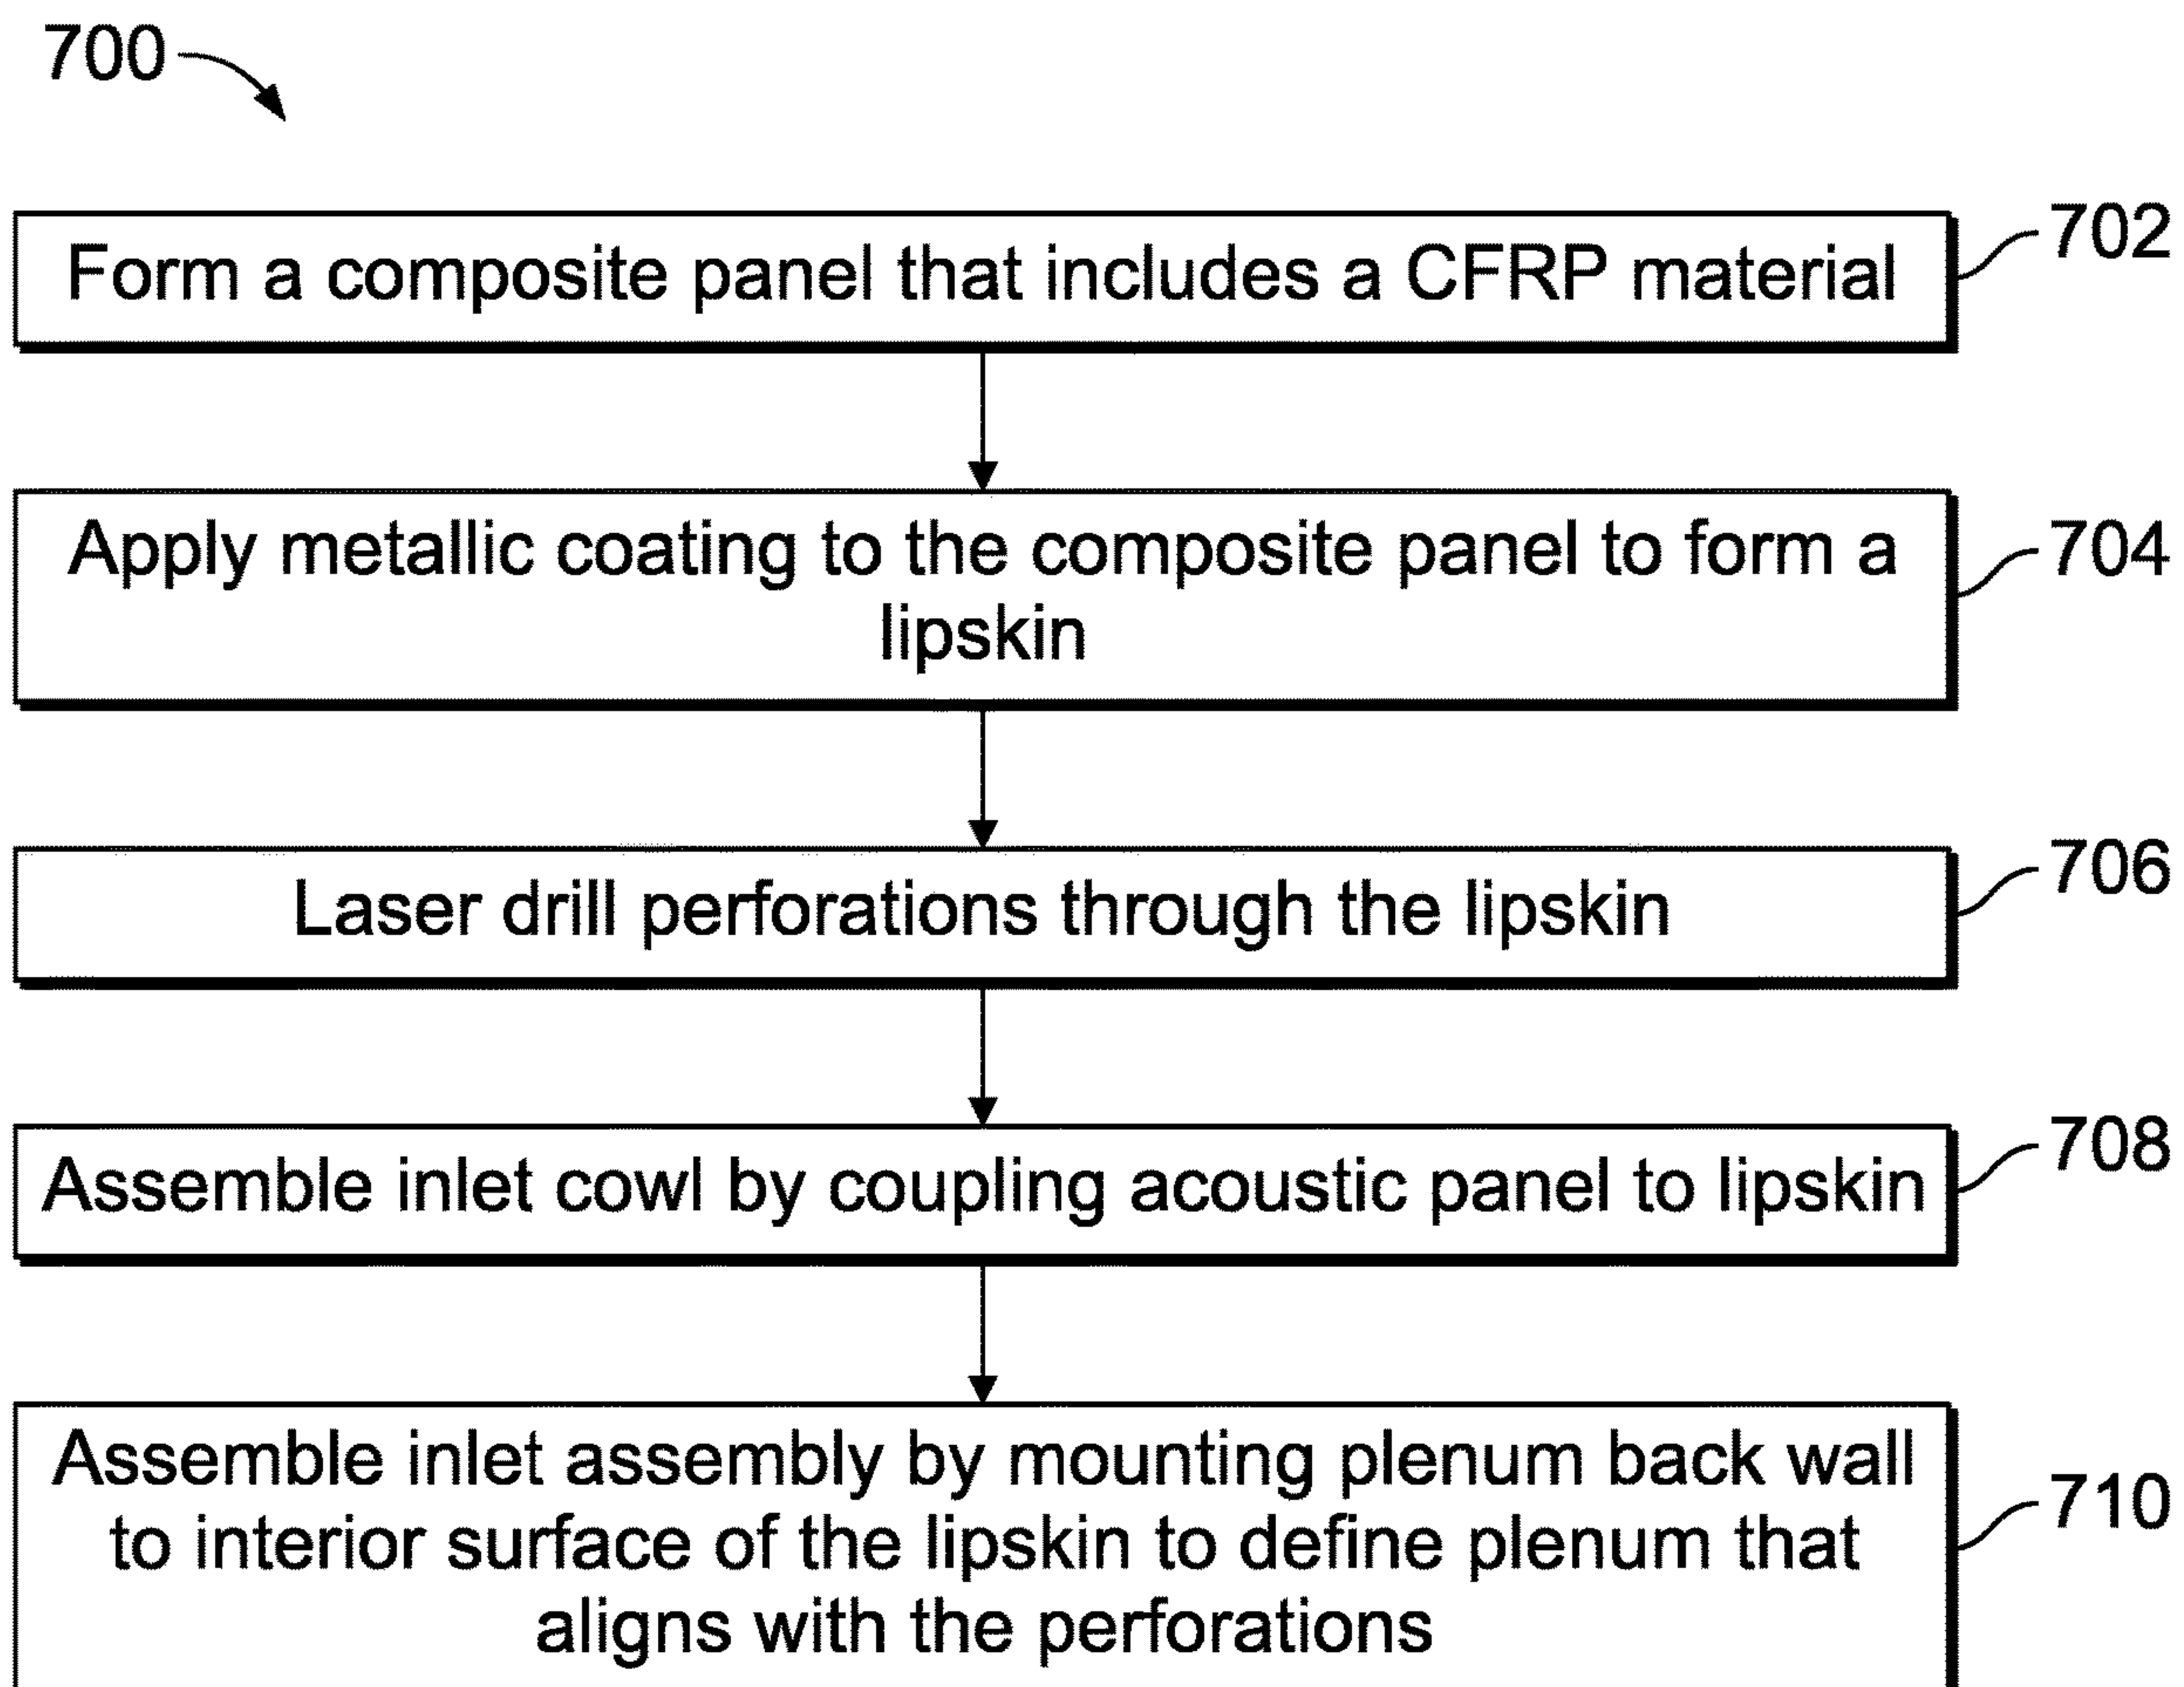 700
Form a composite panel that includes a CFRP material
702
Apply metallic coating to the composite panel to form a
lipskin
704
Laser drill perforations through the lipskin
706
Assemble inlet cowl by coupling acoustic panel to lipskin
708
Assemble inlet assembly by mounting plenum back wall
to interior surface of the lipskin to define plenum that
aligns with the perforations
710